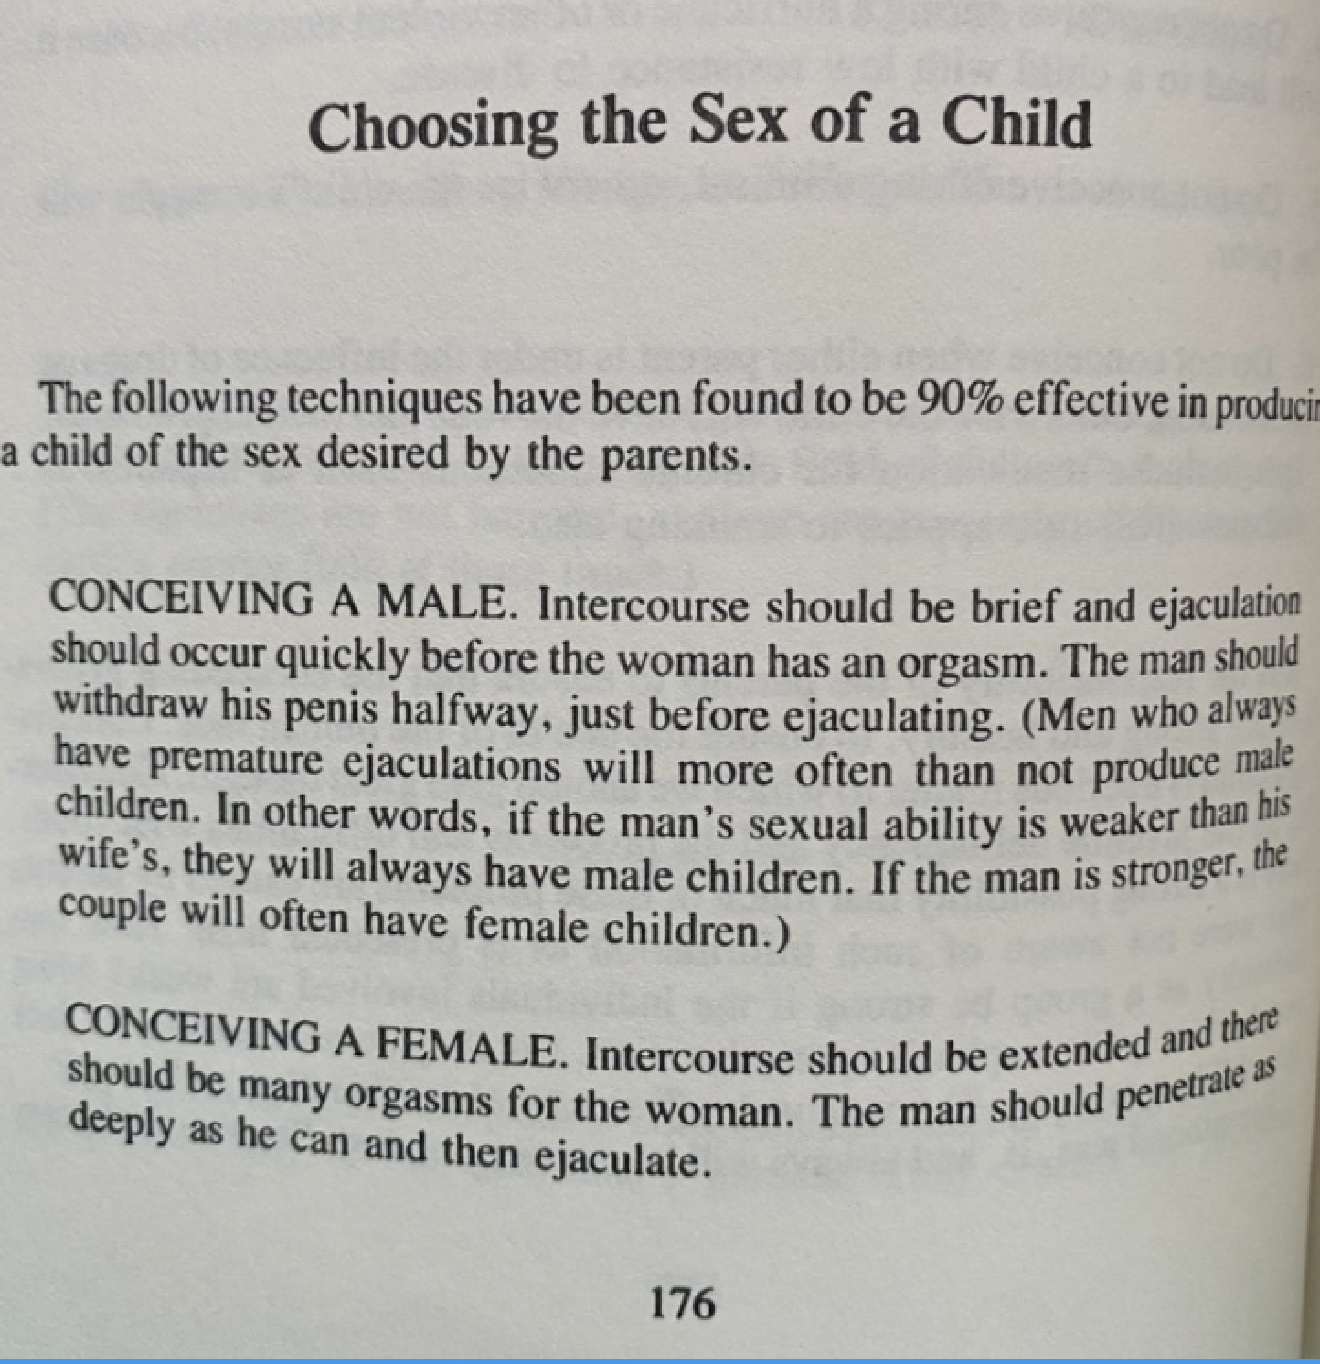 Choosing the Sex of a Child
The following techniques have been found to be 90% effective in producin
a child of the sex desired by the parents.
CONCEIVING A MALE. Intercourse should be brief and ejaculation
should occur quickly before the woman has an orgasm. The man should
withdraw his penis halfway, just before ejaculating. (Men who always
have premature ejaculations will more often than not produce male
children. In other words, if the man's sexual ability is weaker than his
wife's, they will always have male children. If the man is stronger, the
couple will often have female children.)
CONCEIVING A FEMALE. Intercourse should be extended and there
should be many orgasms for the woman. The man should penetrate as
deeply as he can and then ejaculate.
176